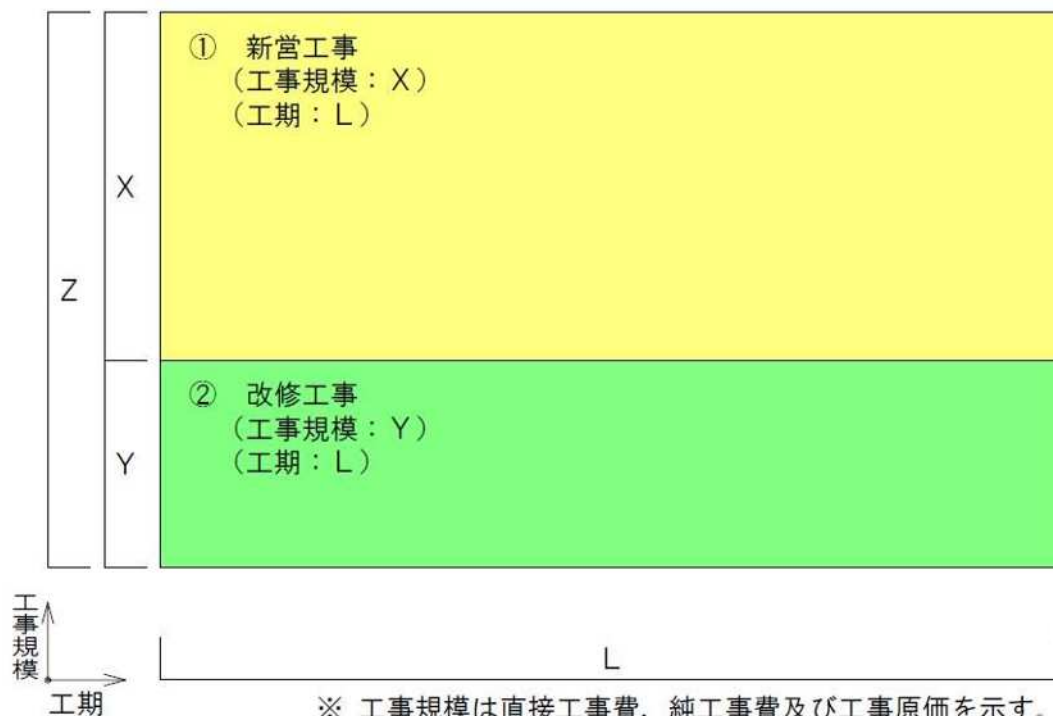 ① 新営工事
(工事規模:X)
(工期:L)
X
Z
② 改修工事
(工事規模:Y)
(工期:L)
Y
工事規模
工期
L
※ 工事規模は直接工事費、純工事費及び工事原価を示す。